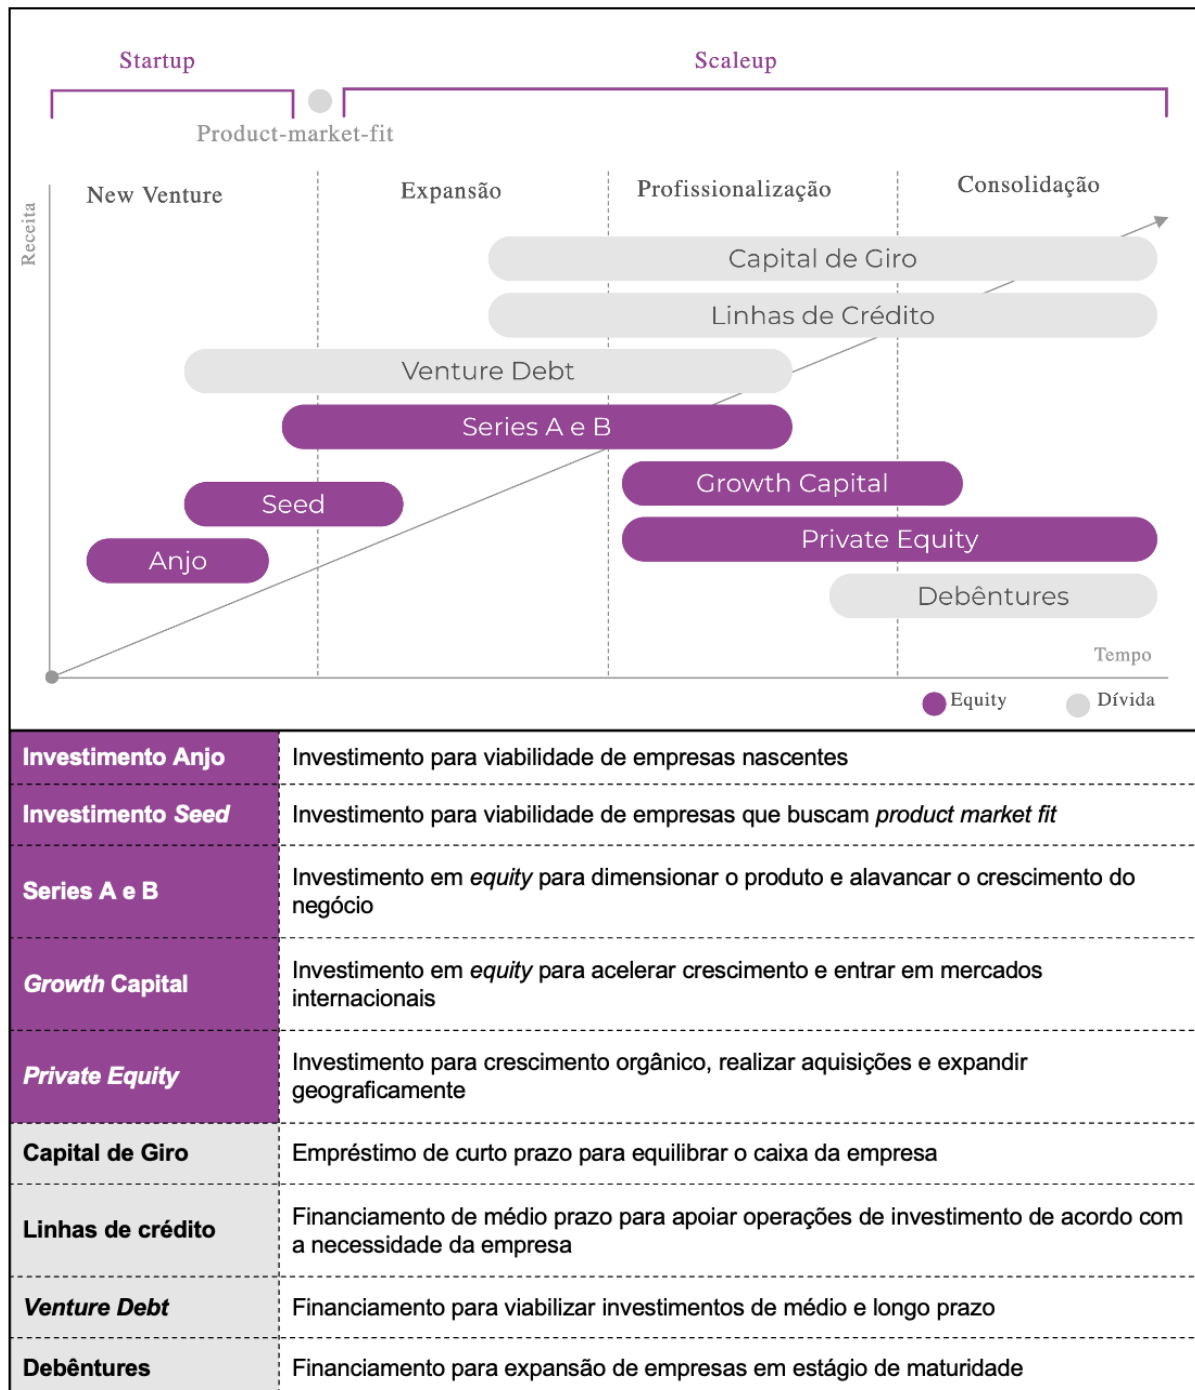 Startup
Scaleup
Product-market-fit
New Venture
Expansão
Profissionalização
Consolidação
Receita
Capital de Giro
Linhas de Crédito
Venture Debt
Series A e B
Growth Capital
Seed
Private Equity
Anjo
Debêntures
Tempo
Equity
Dívida
Investimento Anjo
Investimento para viabilidade de empresas nascentes
Investimento Seed
Investimento para viabilidade de empresas que buscam product market fit
Series A e B
Investimento em equity para dimensionar o produto e alavancar o crescimento do
negócio
Growth Capital
Investimento em equity para acelerar crescimento e entrar em mercados
internacionais
Private Equity
Investimento para crescimento orgânico, realizar aquisições e expandir
geograficamente
Capital de Giro
Empréstimo de curto prazo para equilibrar o caixa da empresa
Linhas de crédito
Financiamento de médio prazo para apoiar operações de investimento de acordo com
a necessidade da empresa
Venture Debt
Financiamento para viabilizar investimentos de médio e longo prazo
Debêntures
Financiamento para expansão de empresas em estágio de maturidade